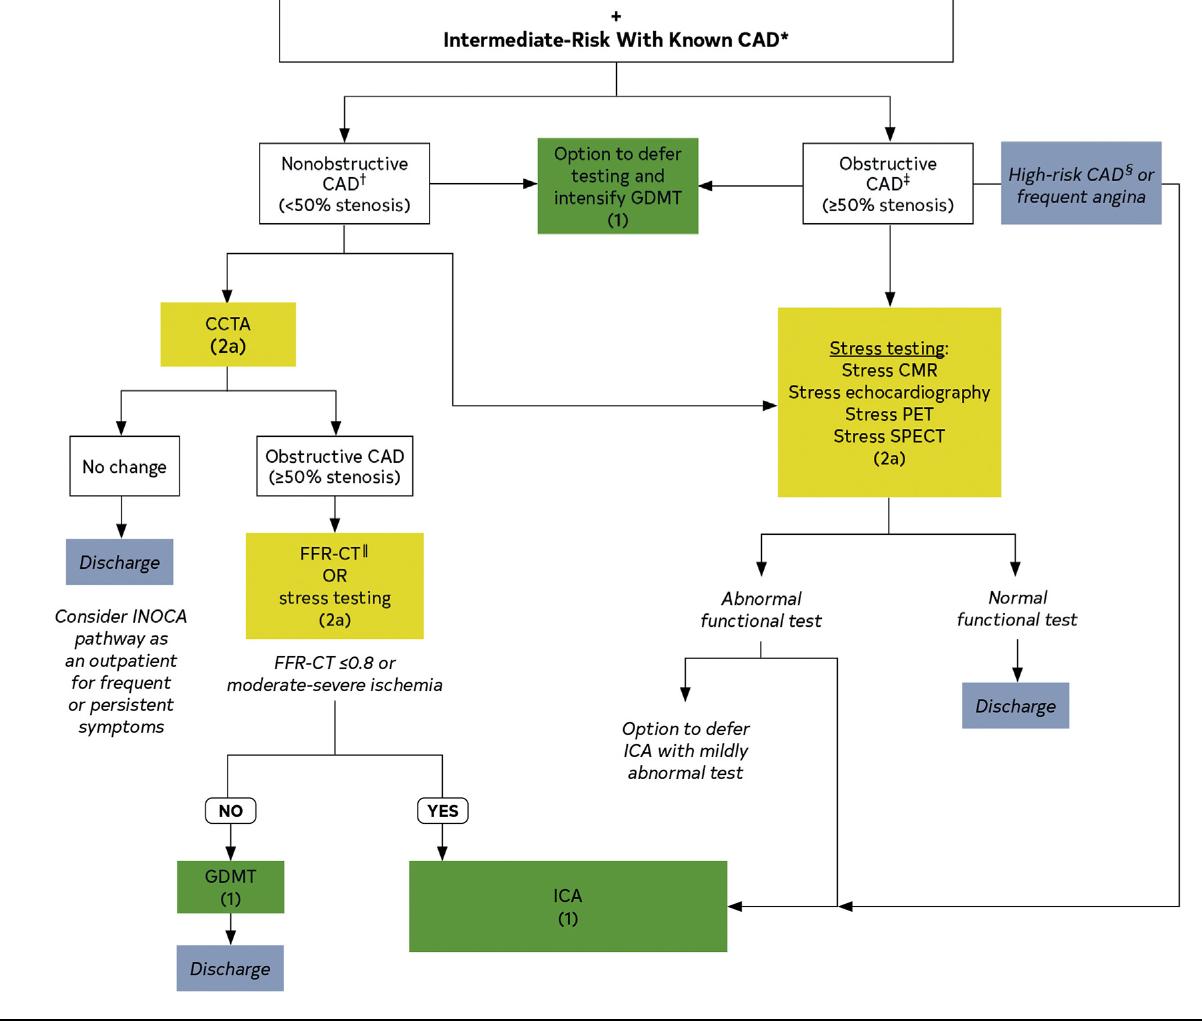 +
Intermediate-Risk With Known CAD*
Nonobstructive
CAD†
(<50% stenosis)
Option to defer
testing and
intensify GDMT
(1)
Obstructive
CAD‡
(≥50% stenosis)
High-risk CAD§ or
frequent angina
CCTA
(2a)
Stress testing:
Stress CMR
Stress echocardiography
Stress PET
Stress SPECT
(2a)
No change
Obstructive CAD
(≥50% stenosis)
Discharge
Consider INOCA
pathway as
an outpatient
for frequent
or persistent
symptoms
FFR-CT‖
OR
stress testing
(2a)
FFR-CT ≤0.8 or
moderate-severe ischemia
Abnormal
functional test
Normal
functional test
Discharge
Option to defer
ICA with mildly
abnormal test
NO
YES
GDMT
(1)
ICA
(1)
Discharge